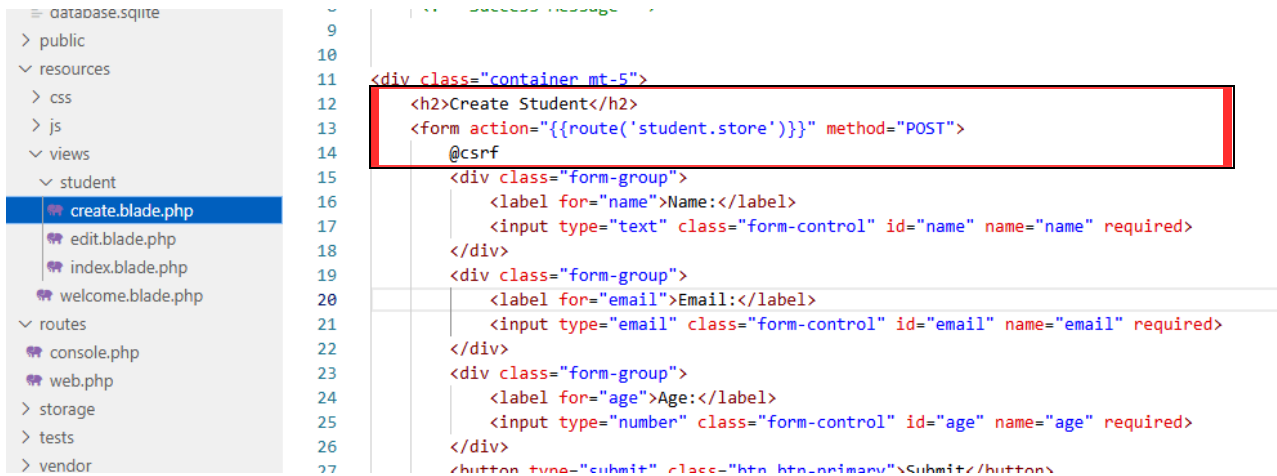 database.sqlite
public
resources
css
js
views
student
create.blade.php
edit.blade.php
index.blade.php
welcome.blade.php
routes
console.php
web.php
storage
tests
vendor
8 <!-- Success Message -->
9
10
11 <div class="container mt-5">
12 <h2>Create Student</h2>
13 <form action="{{route('student.store')}}" method="POST">
14 @csrf
15 <div class="form-group">
16 <label for="name">Name:</label>
17 <input type="text" class="form-control" id="name" name="name" required>
18 </div>
19 <div class="form-group">
20 <label for="email">Email:</label>
21 <input type="email" class="form-control" id="email" name="email" required>
22 </div>
23 <div class="form-group">
24 <label for="age">Age:</label>
25 <input type="number" class="form-control" id="age" name="age" required>
26 </div>
27 <button type="submit" class="btn btn-primary">Submit</button>